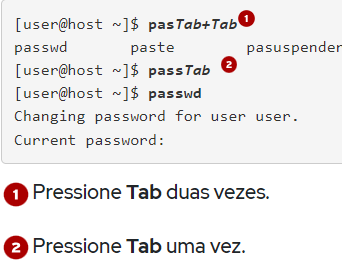 [user@host ~]$ pasTab+Tab 1
passwd paste pasuspender
[user@host ~]$ passTab 2
[user@host ~]$ passwd
Changing password for user user.
Current password:
1 Pressione Tab duas vezes.
2 Pressione Tab uma vez.